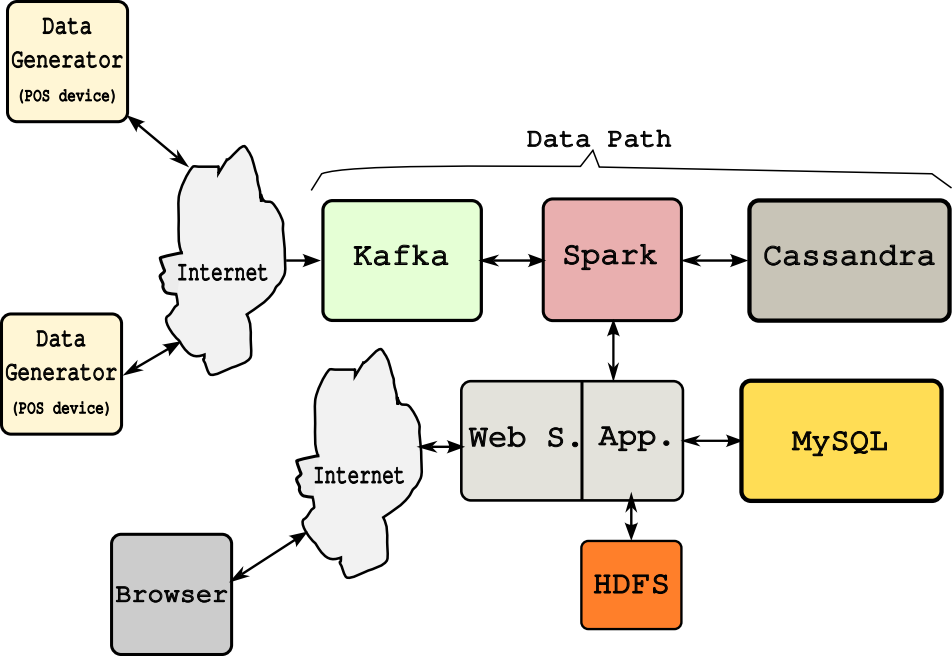 Data
Generator
(POS device)
Data Path
Kafka
Spark
Cassandra
Internet
Data
Generator
(POS device)
Web S.
App.
MySQL
Internet
Browser
HDFS